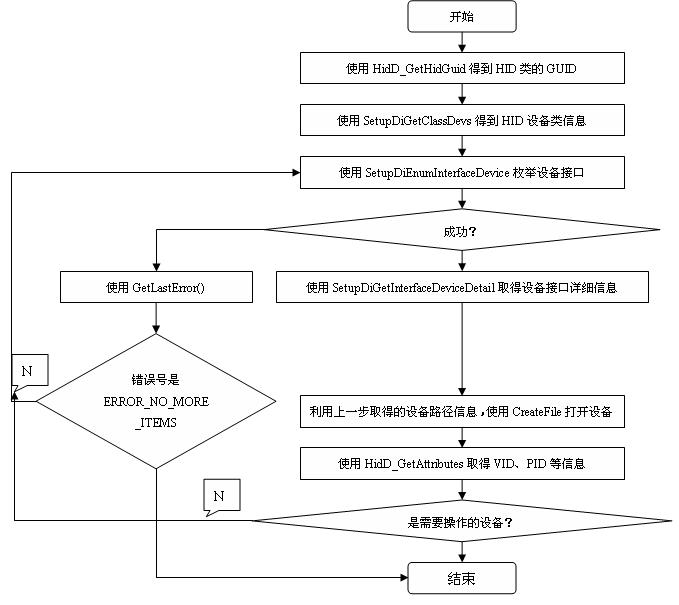 开始
使用 HidD_GetHidGuid 得到 HID 类的 GUID
使用 SetupDiGetClassDevs 得到 HID 设备类信息
使用 SetupDiEnumInterfaceDevice 枚举设备接口
成功？
使用 GetLastError()
使用 SetupDiGetInterfaceDeviceDetail 取得设备接口详细信息
N
错误号是
ERROR_NO_MORE
_ITEMS
利用上一步取得的设备路径信息，使用 CreateFile 打开设备
使用 HidD_GetAttributes 取得 VID、PID 等信息
N
是需要操作的设备？
结束